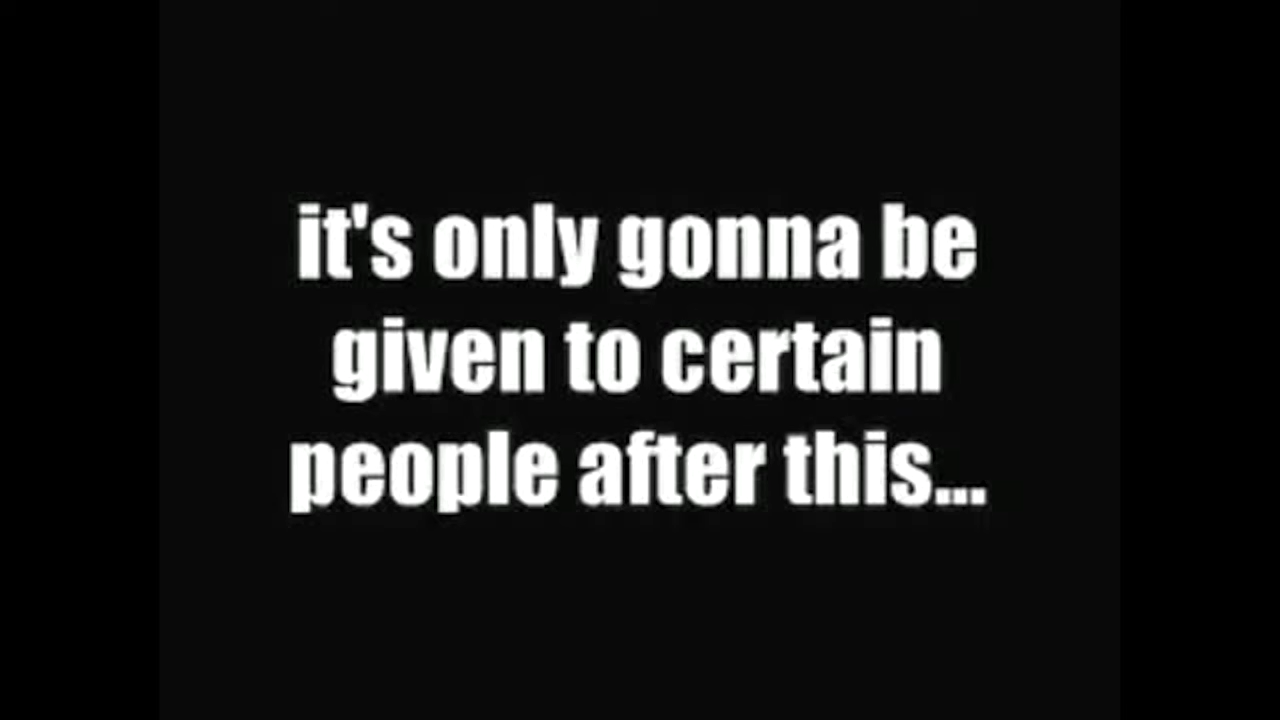 it's only gonna be
given to certain
people after this...